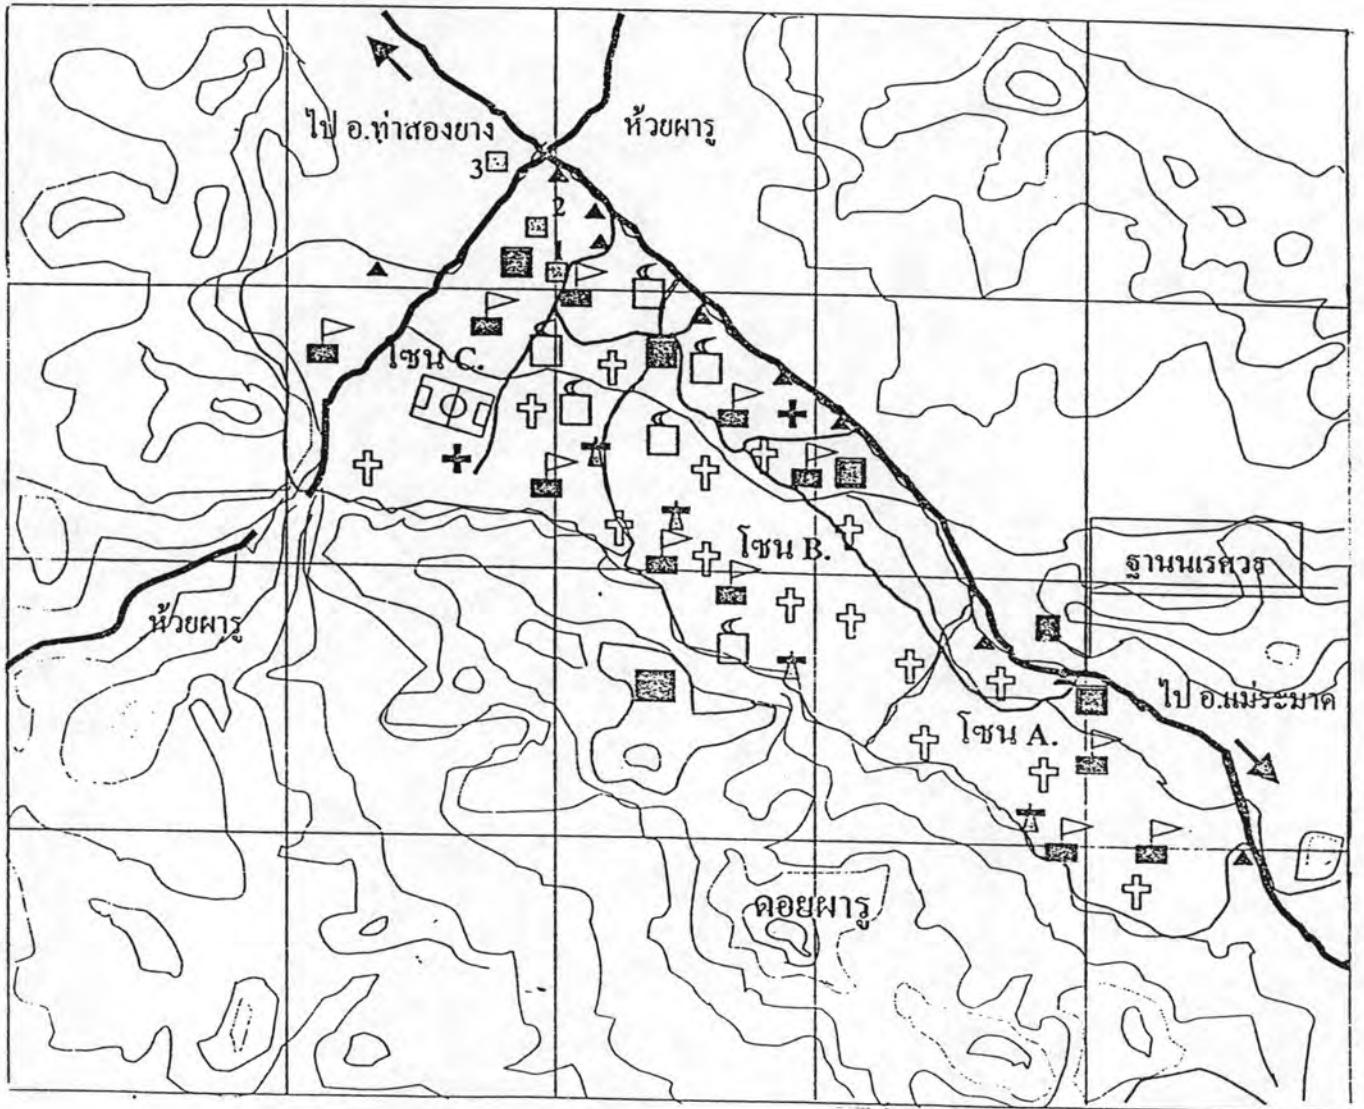 ไป อ.ท่าสองยาง
ห้วยผารู
3
2
1
โซน C.
โซน B.
ฐานนเรศวร
ห้วยผารู
ไป อ.แม่ระมาด
โซน A.
ดอยผารู